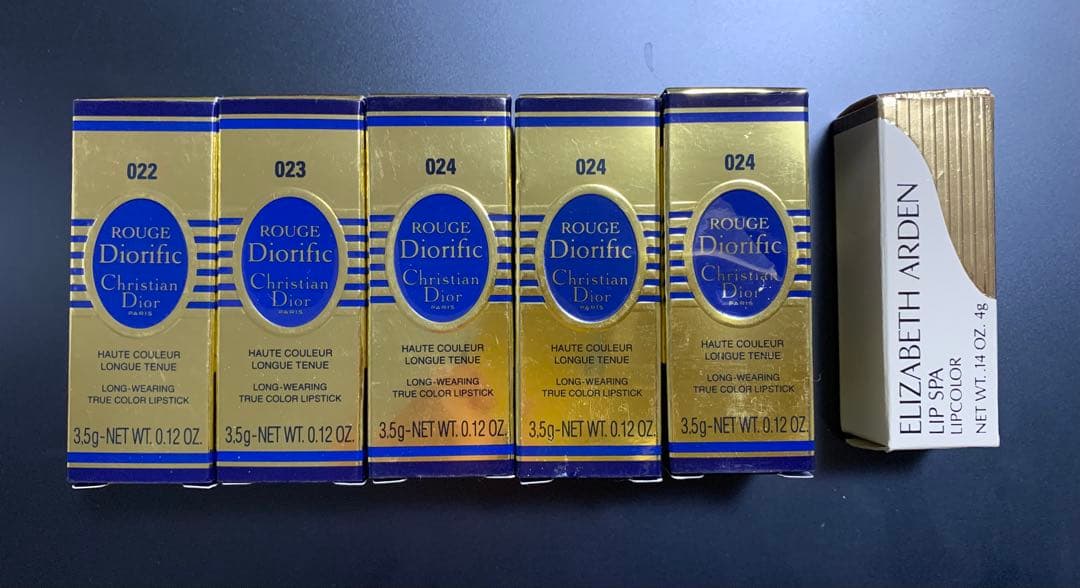 022
ROUGE
Diorific
Christian
Dior
PARIS
HAUTE COULEUR
LONGUE TENUE
LONG-WEARING
TRUE COLOR LIPSTICK
3.5g-NET WT. 0.12 OZ.
023
ROUGE
Diorific
Christian
Dior
PARIS
HAUTE COULEUR
LONGUE TENUE
LONG-WEARING
TRUE COLOR LIPSTICK
3.5g-NET WT. 0.12 OZ.
024
ROUGE
Diorific
Christian
Dior
PARIS
HAUTE COULEUR
LONGUE TENUE
LONG-WEARING
TRUE COLOR LIPSTICK
3.5g-NET WT. 0.12 OZ.
024
ROUGE
Diorific
Christian
Dior
PARIS
HAUTE COULEUR
LONGUE TENUE
LONG-WEARING
TRUE COLOR LIPSTICK
3.5g-NET WT. 0.12 OZ.
024
ROUGE
Diorific
Christian
Dior
PARIS
HAUTE COULEUR
LONGUE TENUE
LONG-WEARING
TRUE COLOR LIPSTICK
3.5g-NET WT. 0.12 OZ.
ELIZABETH ARDEN
LIP SPA
LIPCOLOR
NET WT. .14 OZ. 4g